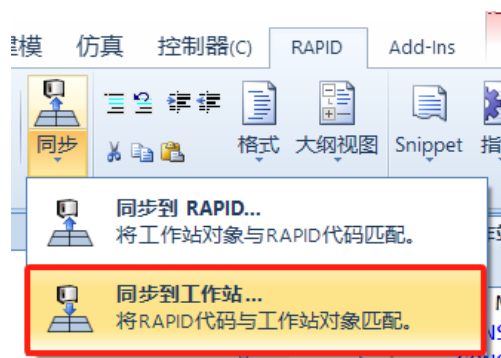 建模 仿真 控制器(C) RAPID Add-Ins
同步 格式 大纲视图 Snippet 指
同步到 RAPID...
将工作站对象与RAPID代码匹配。
同步到工作站...
将RAPID代码与工作站对象匹配。